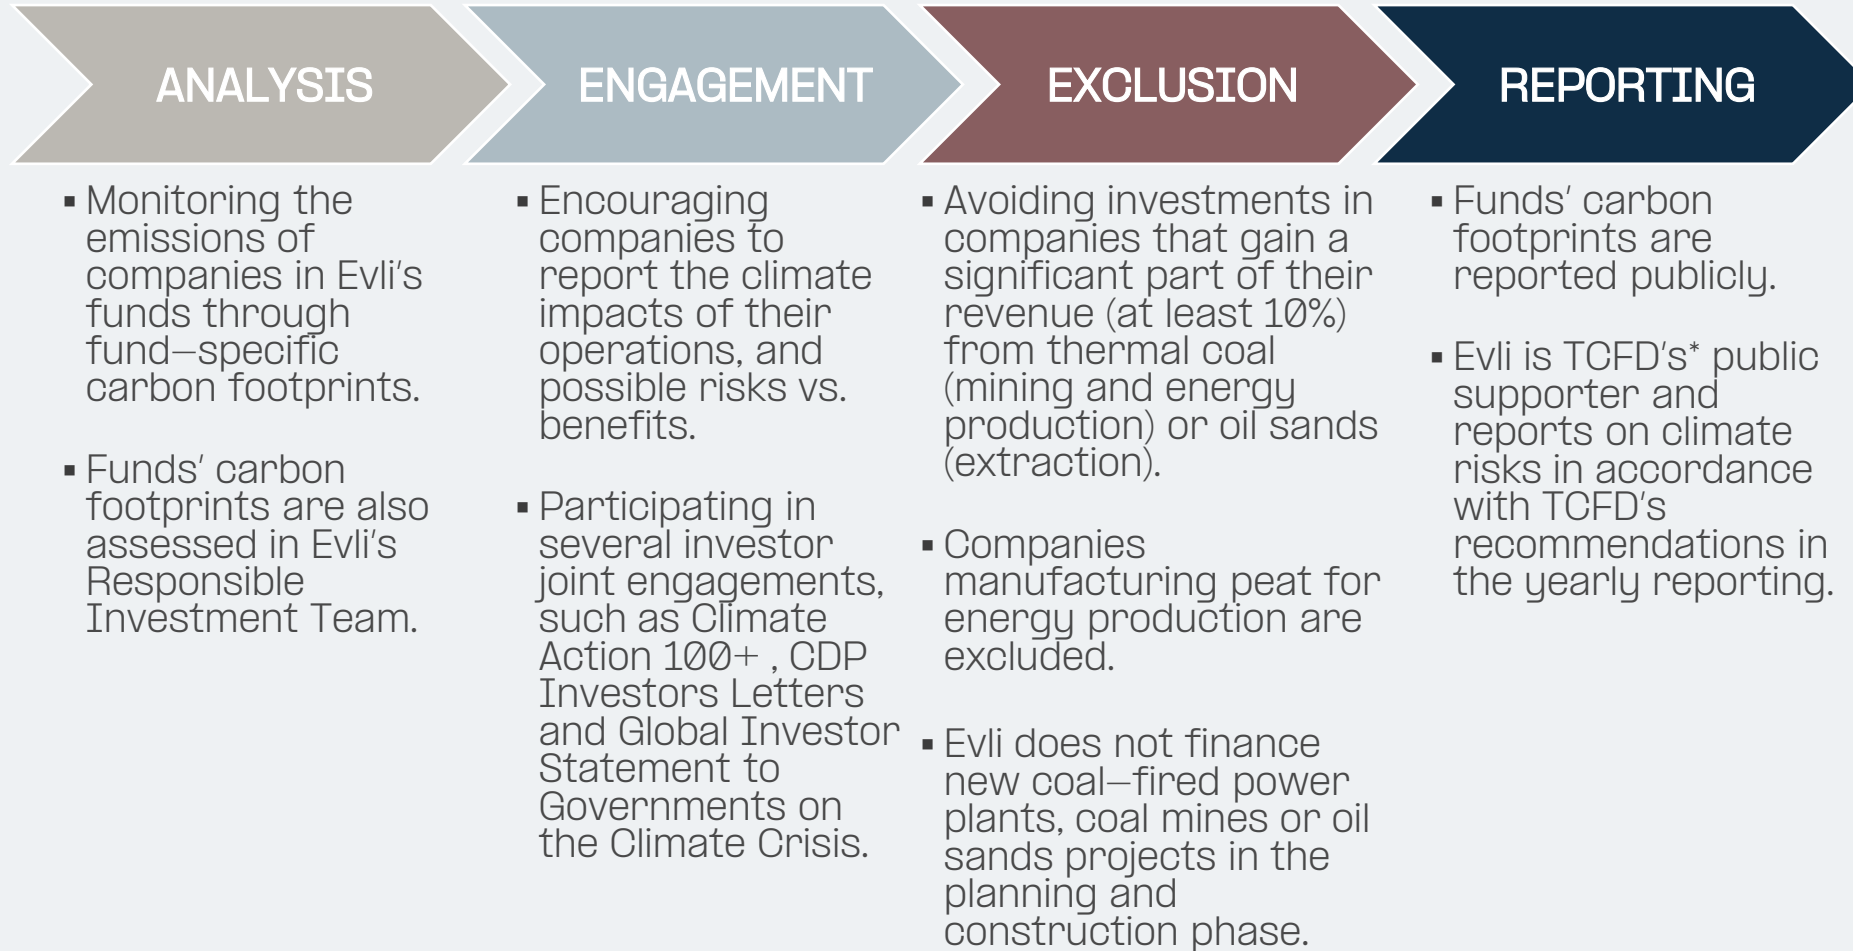 ANALYSIS
ENGAGEMENT
EXCLUSION
REPORTING
▪ Monitoring the
emissions of
companies in Evli's
funds through
fund–specific
carbon footprints.
▪ Funds' carbon
footprints are also
assessed in Evli's
Responsible
Investment Team.
▪ Encouraging
companies to
report the climate
impacts of their
operations, and
possible risks vs.
benefits.
▪ Participating in
several investor
joint engagements,
such as Climate
Action 100+ , CDP
Investors Letters
and Global Investor
Statement to
Governments on
the Climate Crisis.
▪ Avoiding investments in
companies that gain a
significant part of their
revenue (at least 10%)
from thermal coal
(mining and energy
production) or oil sands
(extraction).
▪ Companies
manufacturing peat for
energy production are
excluded.
▪ Evli does not finance
new coal–fired power
plants, coal mines or oil
sands projects in the
planning and
construction phase.
▪ Funds' carbon
footprints are
reported publicly.
▪ Evli is TCFD's* public
supporter and
reports on climate
risks in accordance
with TCFD's
recommendations in
the yearly reporting.